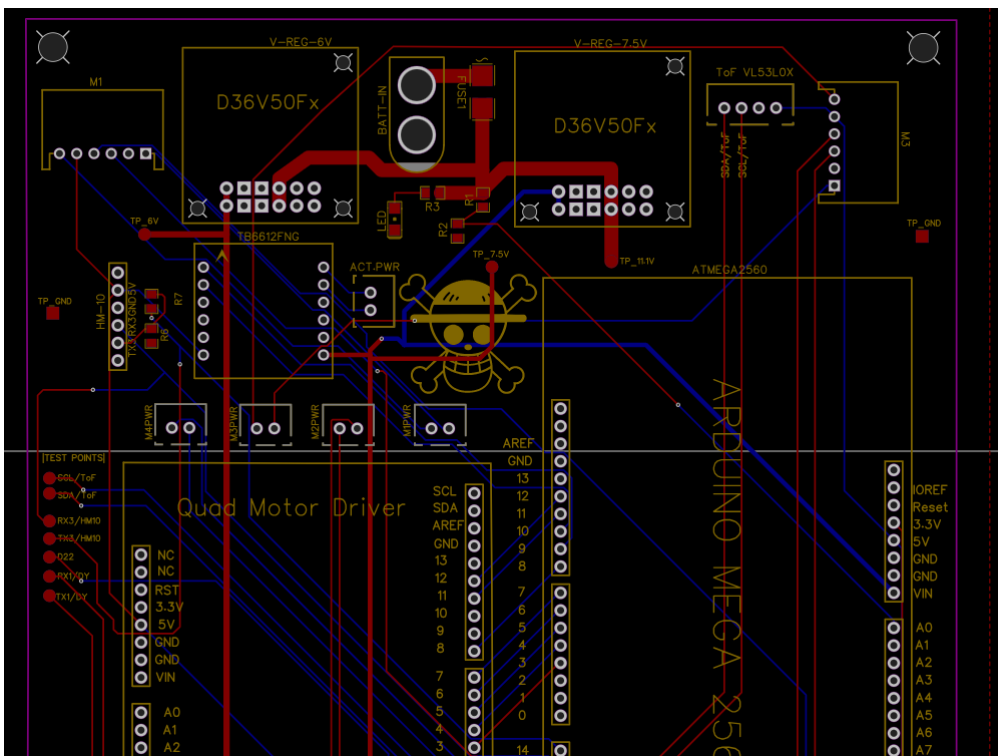 V-REG-6V
V-REG-7.5V
M1
D36V50Fx
BATT-IN
FUSE1
D36V50Fx
ToF VL53L0X
SDA/ToF
SCL/ToF
M3
R3
R1
LED
R2
TP_6V
TB6612FNG
TP_7.5V
TP_11.1V
TP_GND
ACT.PWR
ATMEGA2560
TP_GND
HM-10
TX3 RX3 GND 5V
R7
R6
M4PWR
M3PWR
M2PWR
M1PWR
|TEST POINTS|
SCL/ToF
SDA/ToF
RX3/HM10
TX3/HM10
D22
RX1/DY
TX1/DY
Quad Motor Driver
NC
NC
RST
3.3V
5V
GND
GND
VIN
A0
A1
A2
SCL
SDA
AREF
GND
13
12
11
10
9
8
7
6
5
4
3
AREF
GND
13
12
11
10
9
8
7
6
5
4
3
2
1
0
14
ARDUINO MEGA 256
IOREF
Reset
3.3V
5V
GND
GND
VIN
A0
A1
A2
A3
A4
A5
A6
A7